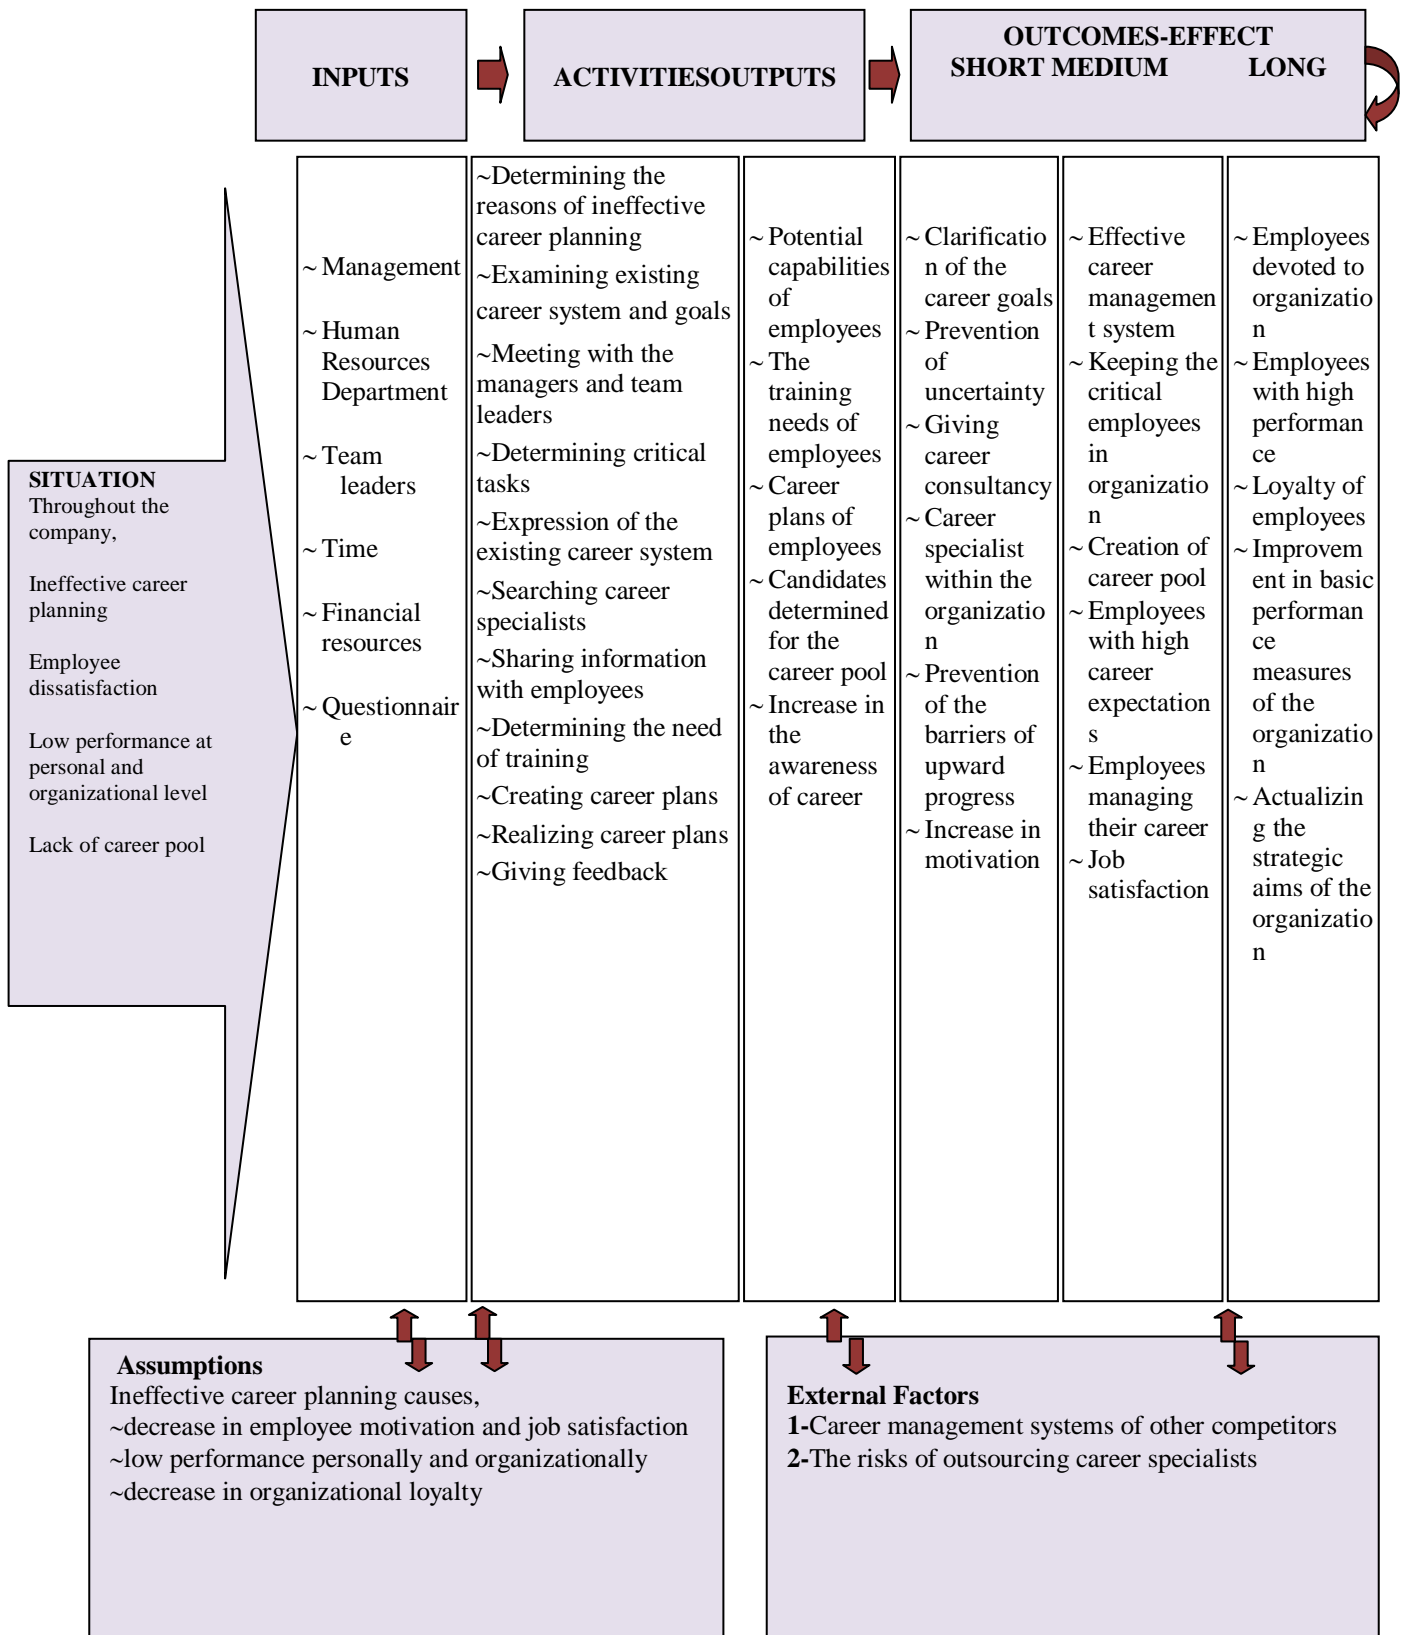 INPUTS
ACTIVITIESOUTPUTS
OUTCOMES-EFFECT
SHORT MEDIUM LONG
SITUATION
Throughout the
company,
Ineffective career
planning
Employee
dissatisfaction
Low performance at
personal and
organizational level
Lack of career pool
~ Management
~ Human
Resources
Department
~ Team
leaders
~ Time
~ Financial
resources
~ Questionnair
e
~Determining the
reasons of ineffective
career planning
~Examining existing
career system and goals
~Meeting with the
managers and team
leaders
~Determining critical
tasks
~Expression of the
existing career system
~Searching career
specialists
~Sharing information
with employees
~Determining the need
of training
~Creating career plans
~Realizing career plans
~Giving feedback
~ Potential
capabilities
of
employees
~ The
training
needs of
employees
~ Career
plans of
employees
~ Candidates
determined
for the
career pool
~ Increase in
the
awareness
of career
~ Clarificatio
n of the
career goals
~ Prevention
of
uncertainty
~ Giving
career
consultancy
~ Career
specialist
within the
organizatio
n
~ Prevention
of the
barriers of
upward
progress
~ Increase in
motivation
~ Effective
career
managemen
t system
~ Keeping the
critical
employees
in
organizatio
n
~ Creation of
career pool
~ Employees
with high
career
expectation
s
~ Employees
managing
their career
~ Job
satisfaction
~ Employees
devoted to
organizatio
n
~ Employees
with high
performan
ce
~ Loyalty of
employees
~ Improvem
ent in basic
performan
ce
measures
of the
organizatio
n
~ Actualizin
g the
strategic
aims of the
organizatio
n
Assumptions
Ineffective career planning causes,
~decrease in employee motivation and job satisfaction
~low performance personally and organizationally
~decrease in organizational loyalty
External Factors
1-Career management systems of other competitors
2-The risks of outsourcing career specialists